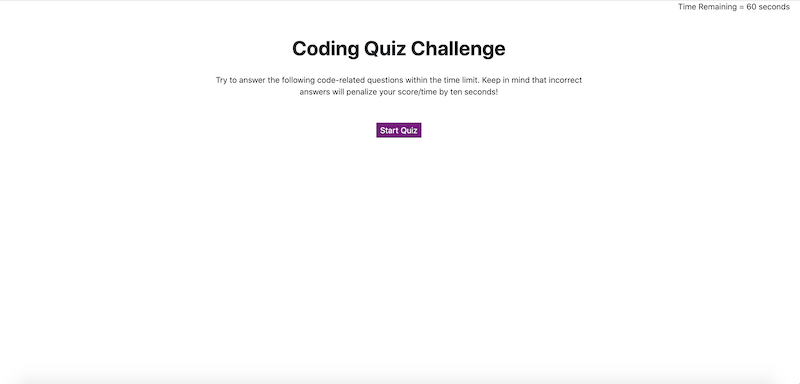 Time Remaining = 60 seconds
Coding Quiz Challenge
Try to answer the following code-related questions within the time limit. Keep in mind that incorrect
answers will penalize your score/time by ten seconds!
Start Quiz